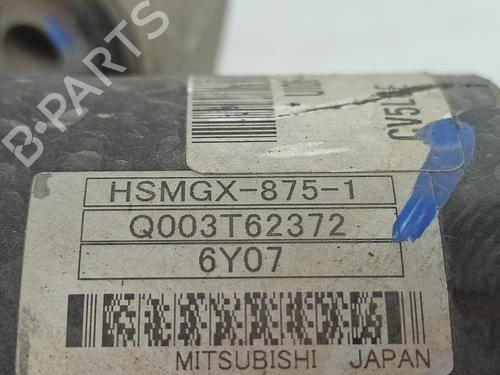 B-PARTS
HSMGX-875-1
Q003T62372
6Y07
MITSUBISHI JAPAN